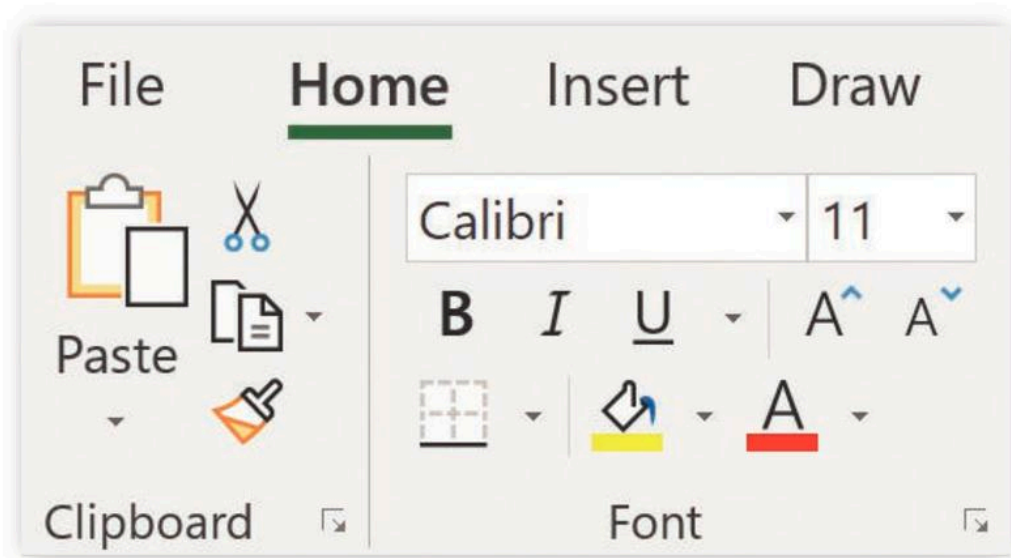 File Home Insert Draw
Calibri 11
B I U A A
Paste
A
Clipboard Font